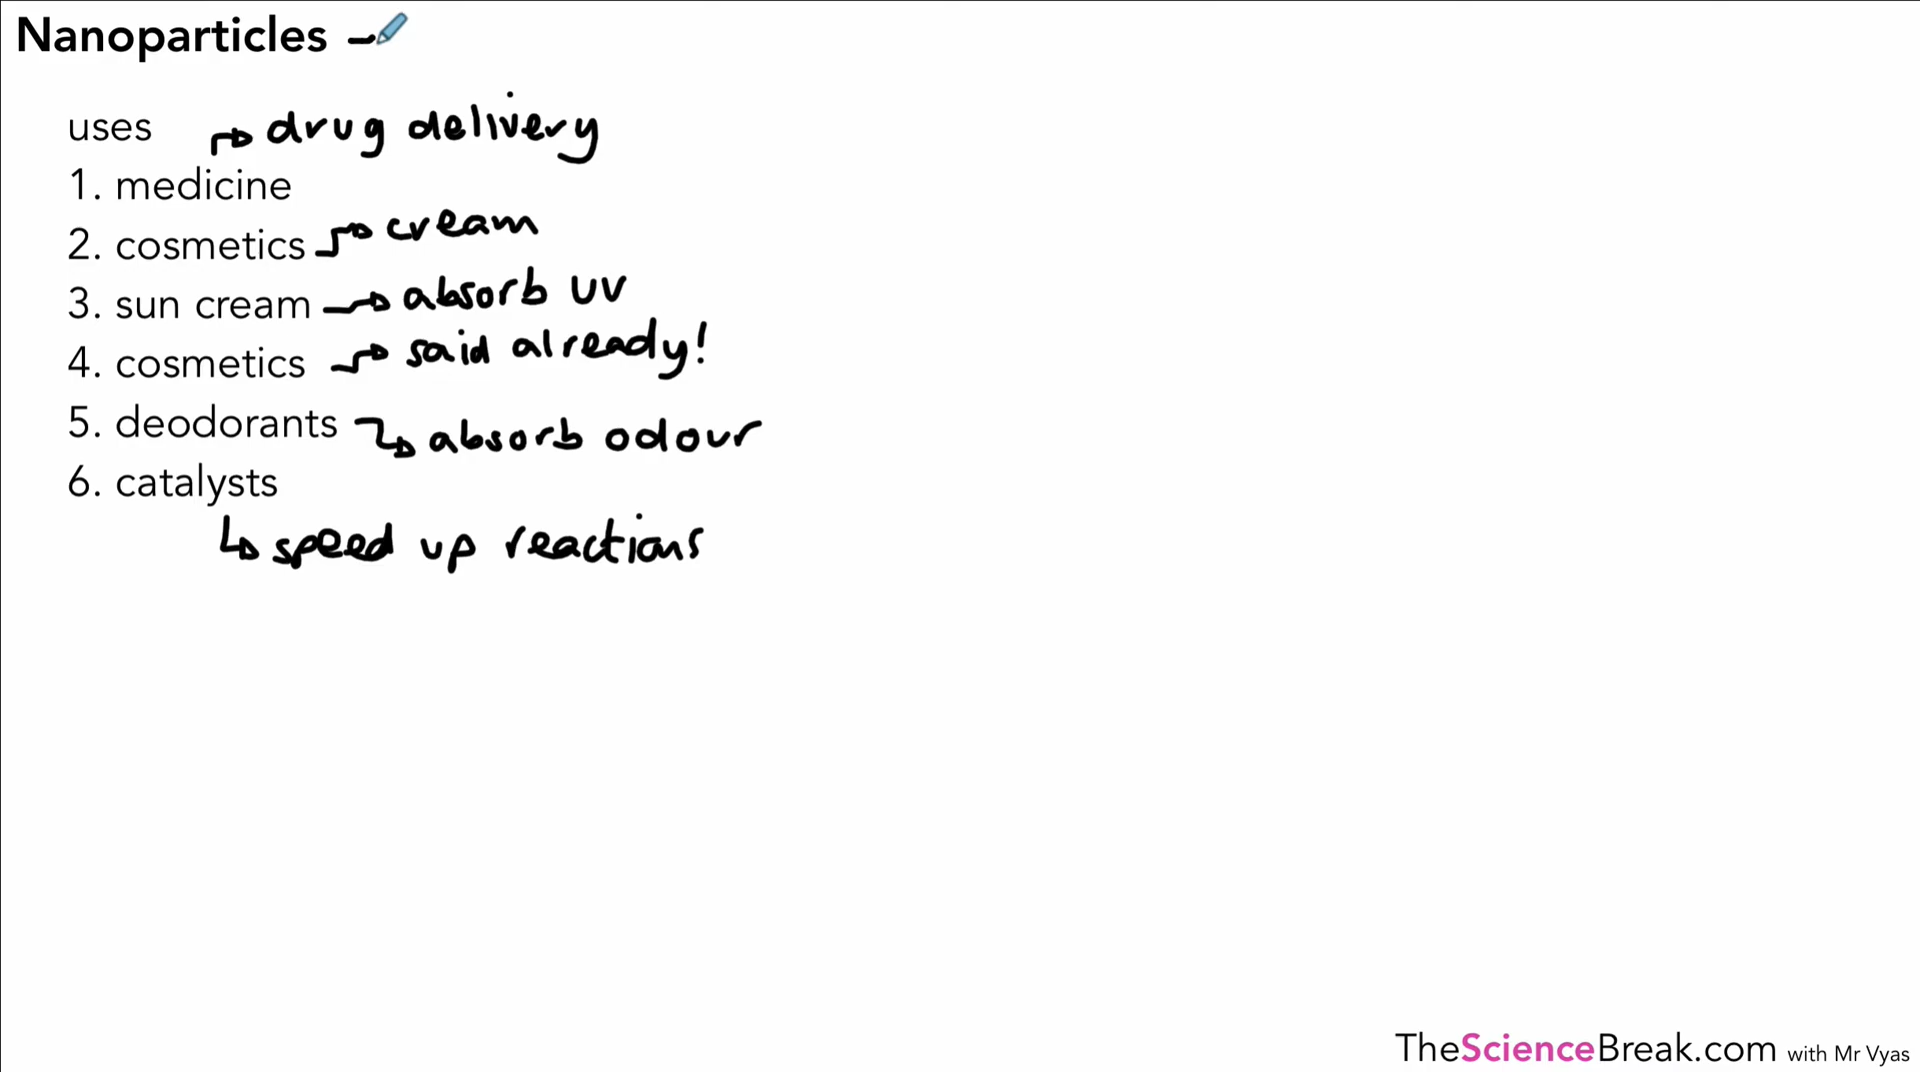 Nanoparticles
uses drug delivery
1. medicine
2. cosmetics cream
3. sun cream absorb uv
4. cosmetics said already!
5. deodorants absorb odour
6. catalysts
speed up reactions
TheScienceBreak.com with Mr Vyas